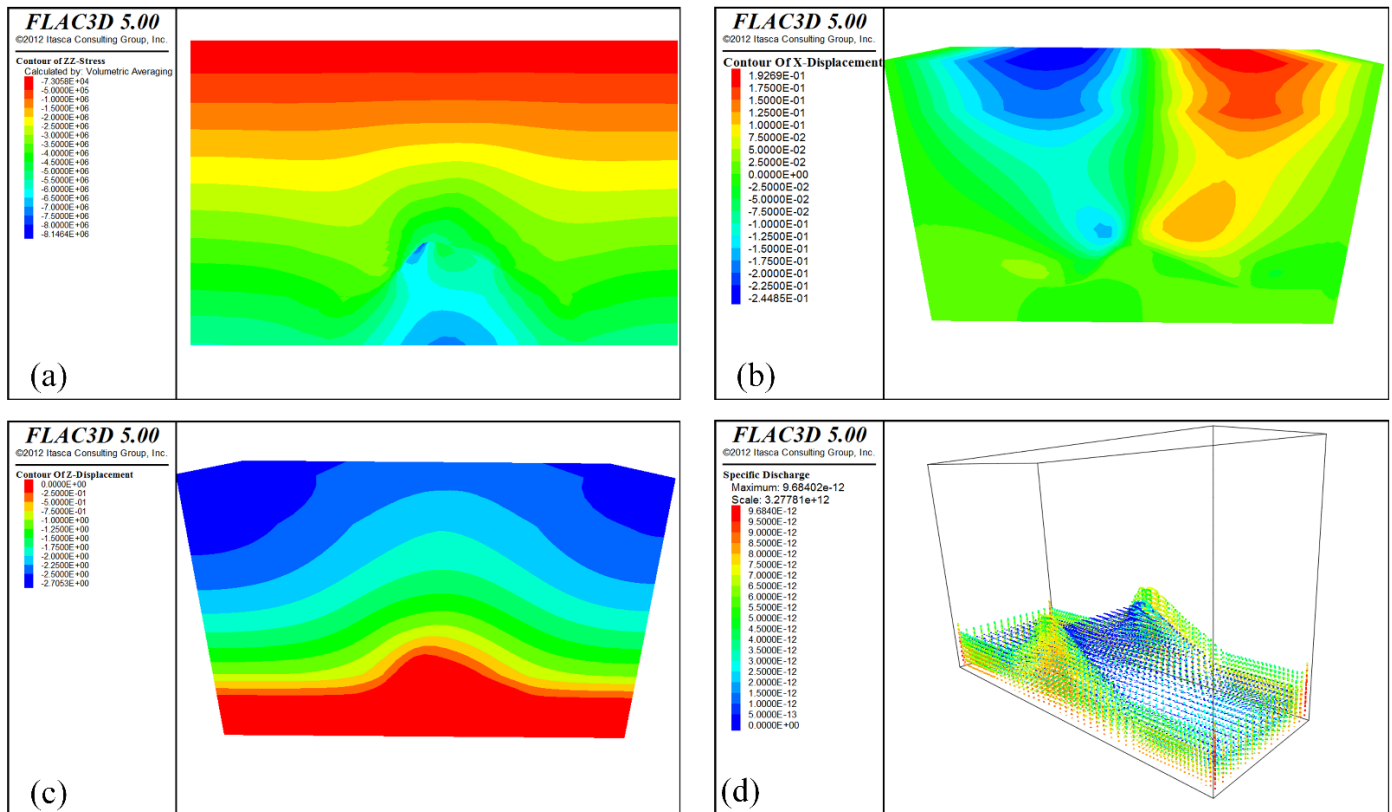 FLAC3D 5.00
©2012 Itasca Consulting Group, Inc.
Contour of ZZ-Stress
Calculated by: Volumetric Averaging
-7.3058E+04
-5.0000E+05
-1.0000E+06
-2.0000E+06
-3.0000E+06
-4.0000E+06
-4.5000E+06
-5.0000E+06
-5.5000E+06
-6.0000E+06
-6.5000E+06
-7.0000E+06
-7.5000E+06
-8.0000E+06
-8.1464E+06
(a)
FLAC3D 5.00
©2012 Itasca Consulting Group, Inc.
Contour Of X-Displacement
1.9269E-01
1.7500E-01
1.5000E-01
1.2500E-01
1.0000E-01
7.5000E-02
5.0000E-02
2.5000E-02
0.0000E+00
-2.5000E-02
-5.0000E-02
-7.5000E-02
-1.0000E-01
-1.2500E-01
-1.5000E-01
-1.7500E-01
-2.0000E-01
-2.2500E-01
-2.4485E-01
(b)
FLAC3D 5.00
©2012 Itasca Consulting Group, Inc.
Contour Of Z-Displacement
0.0000E+00
-2.5000E-01
-5.0000E-01
-7.5000E-01
-1.0000E+00
-1.2500E+00
-1.5000E+00
-1.7500E+00
-2.0000E+00
-2.2500E+00
-2.5000E+00
-2.7053E+00
(c)
FLAC3D 5.00
©2012 Itasca Consulting Group, Inc.
Specific Discharge
Maximum: 9.68402e-12
Scale: 3.27781e+12
9.6840E-12
9.5000E-12
9.0000E-12
8.5000E-12
8.0000E-12
7.5000E-12
7.0000E-12
6.5000E-12
6.0000E-12
5.5000E-12
5.0000E-12
4.5000E-12
4.0000E-12
3.5000E-12
3.0000E-12
2.5000E-12
2.0000E-12
1.5000E-12
1.0000E-12
5.0000E-13
0.0000E+00
(d)